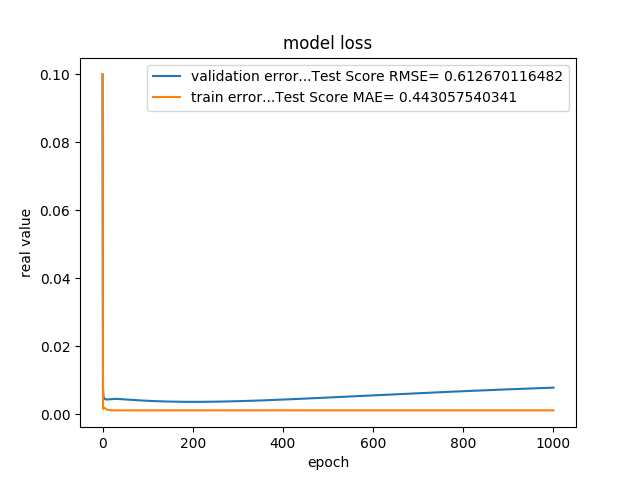 model loss
validation error...Test Score RMSE= 0.612670116482
train error...Test Score MAE= 0.443057540341
real value
0.10
0.08
0.06
0.04
0.02
0.00
0 200 400 600 800 1000
epoch